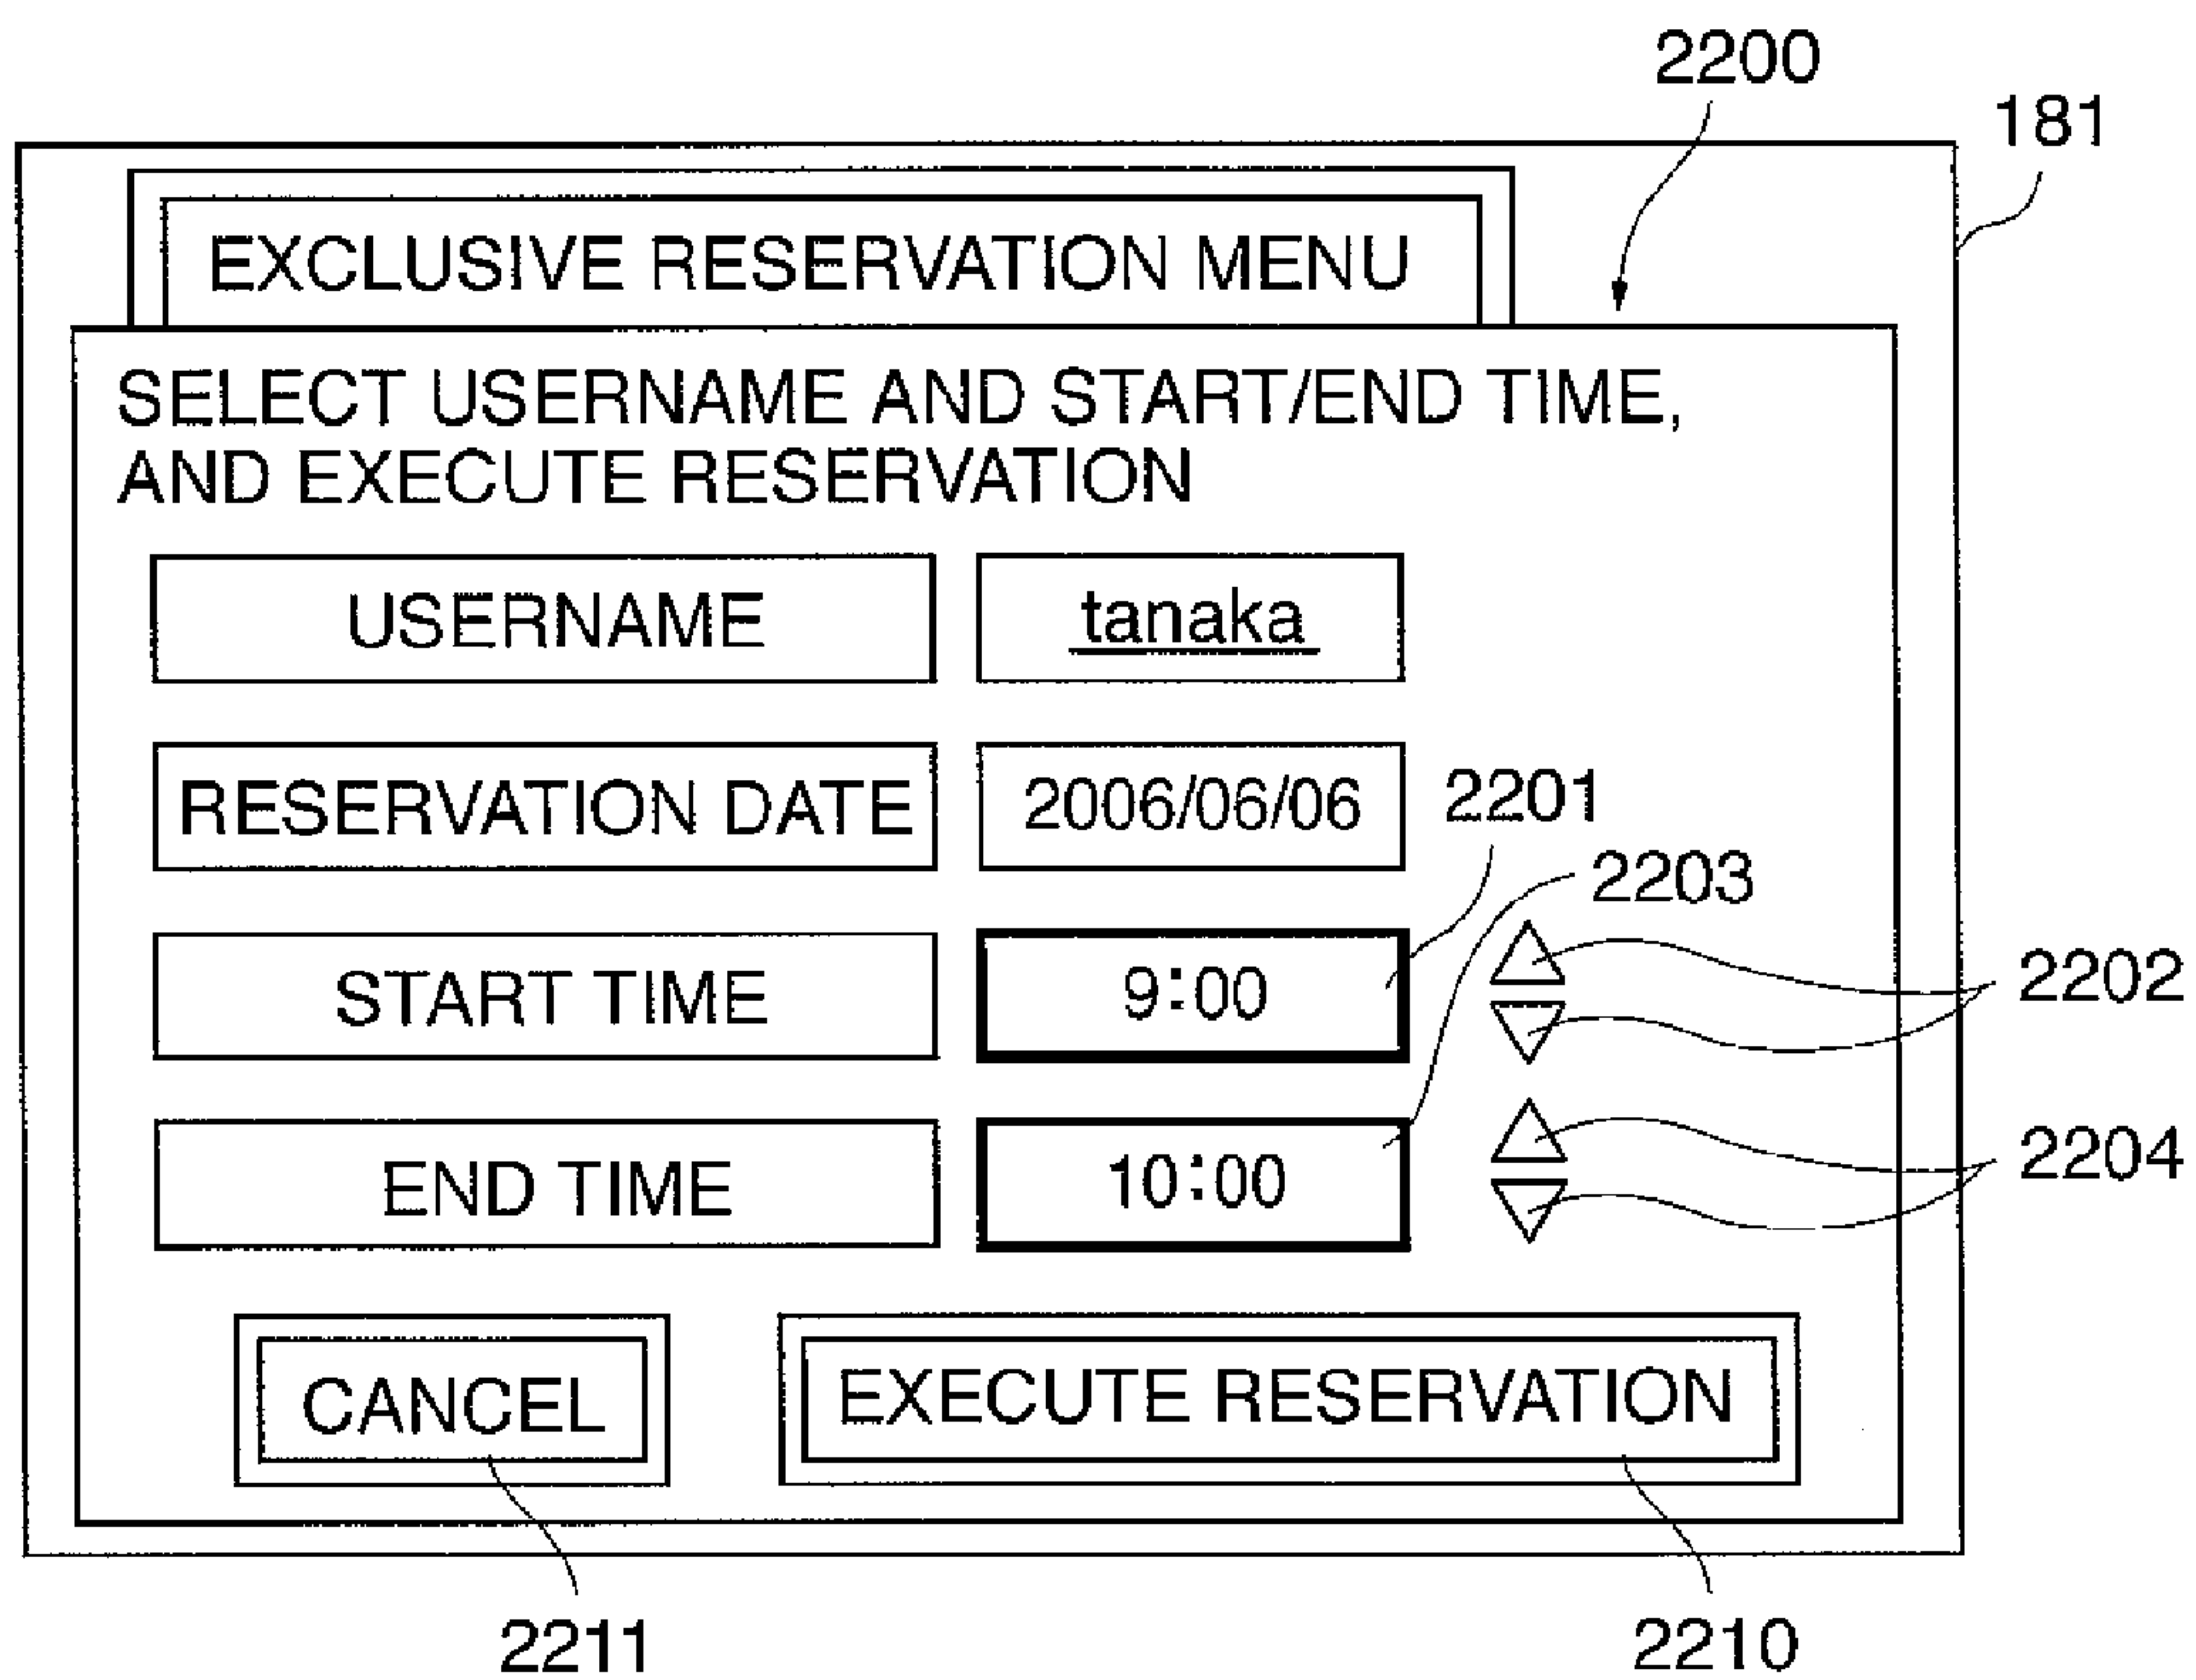 2200
181
EXCLUSIVE RESERVATION MENU
SELECT USERNAME AND START/END TIME,
AND EXECUTE RESERVATION
USERNAME
tanaka
RESERVATION DATE
2006/06/06
2201
2203
START TIME
9:00
2202
END TIME
10:00
2204
CANCEL
EXECUTE RESERVATION
2211
2210